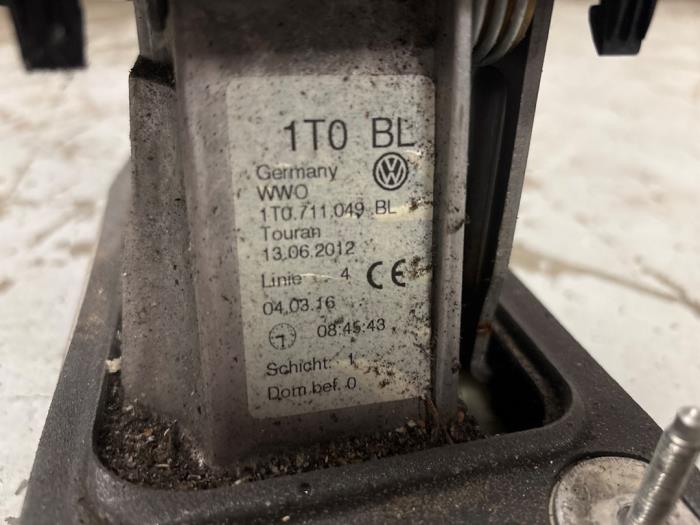 1T0 BL
Germany
WWO
1T0.711.049 BL
Touran
13.06.2012
Linie 4 CE
04.03.16
08:45:43
Schicht: 1
Dom.bef. 0